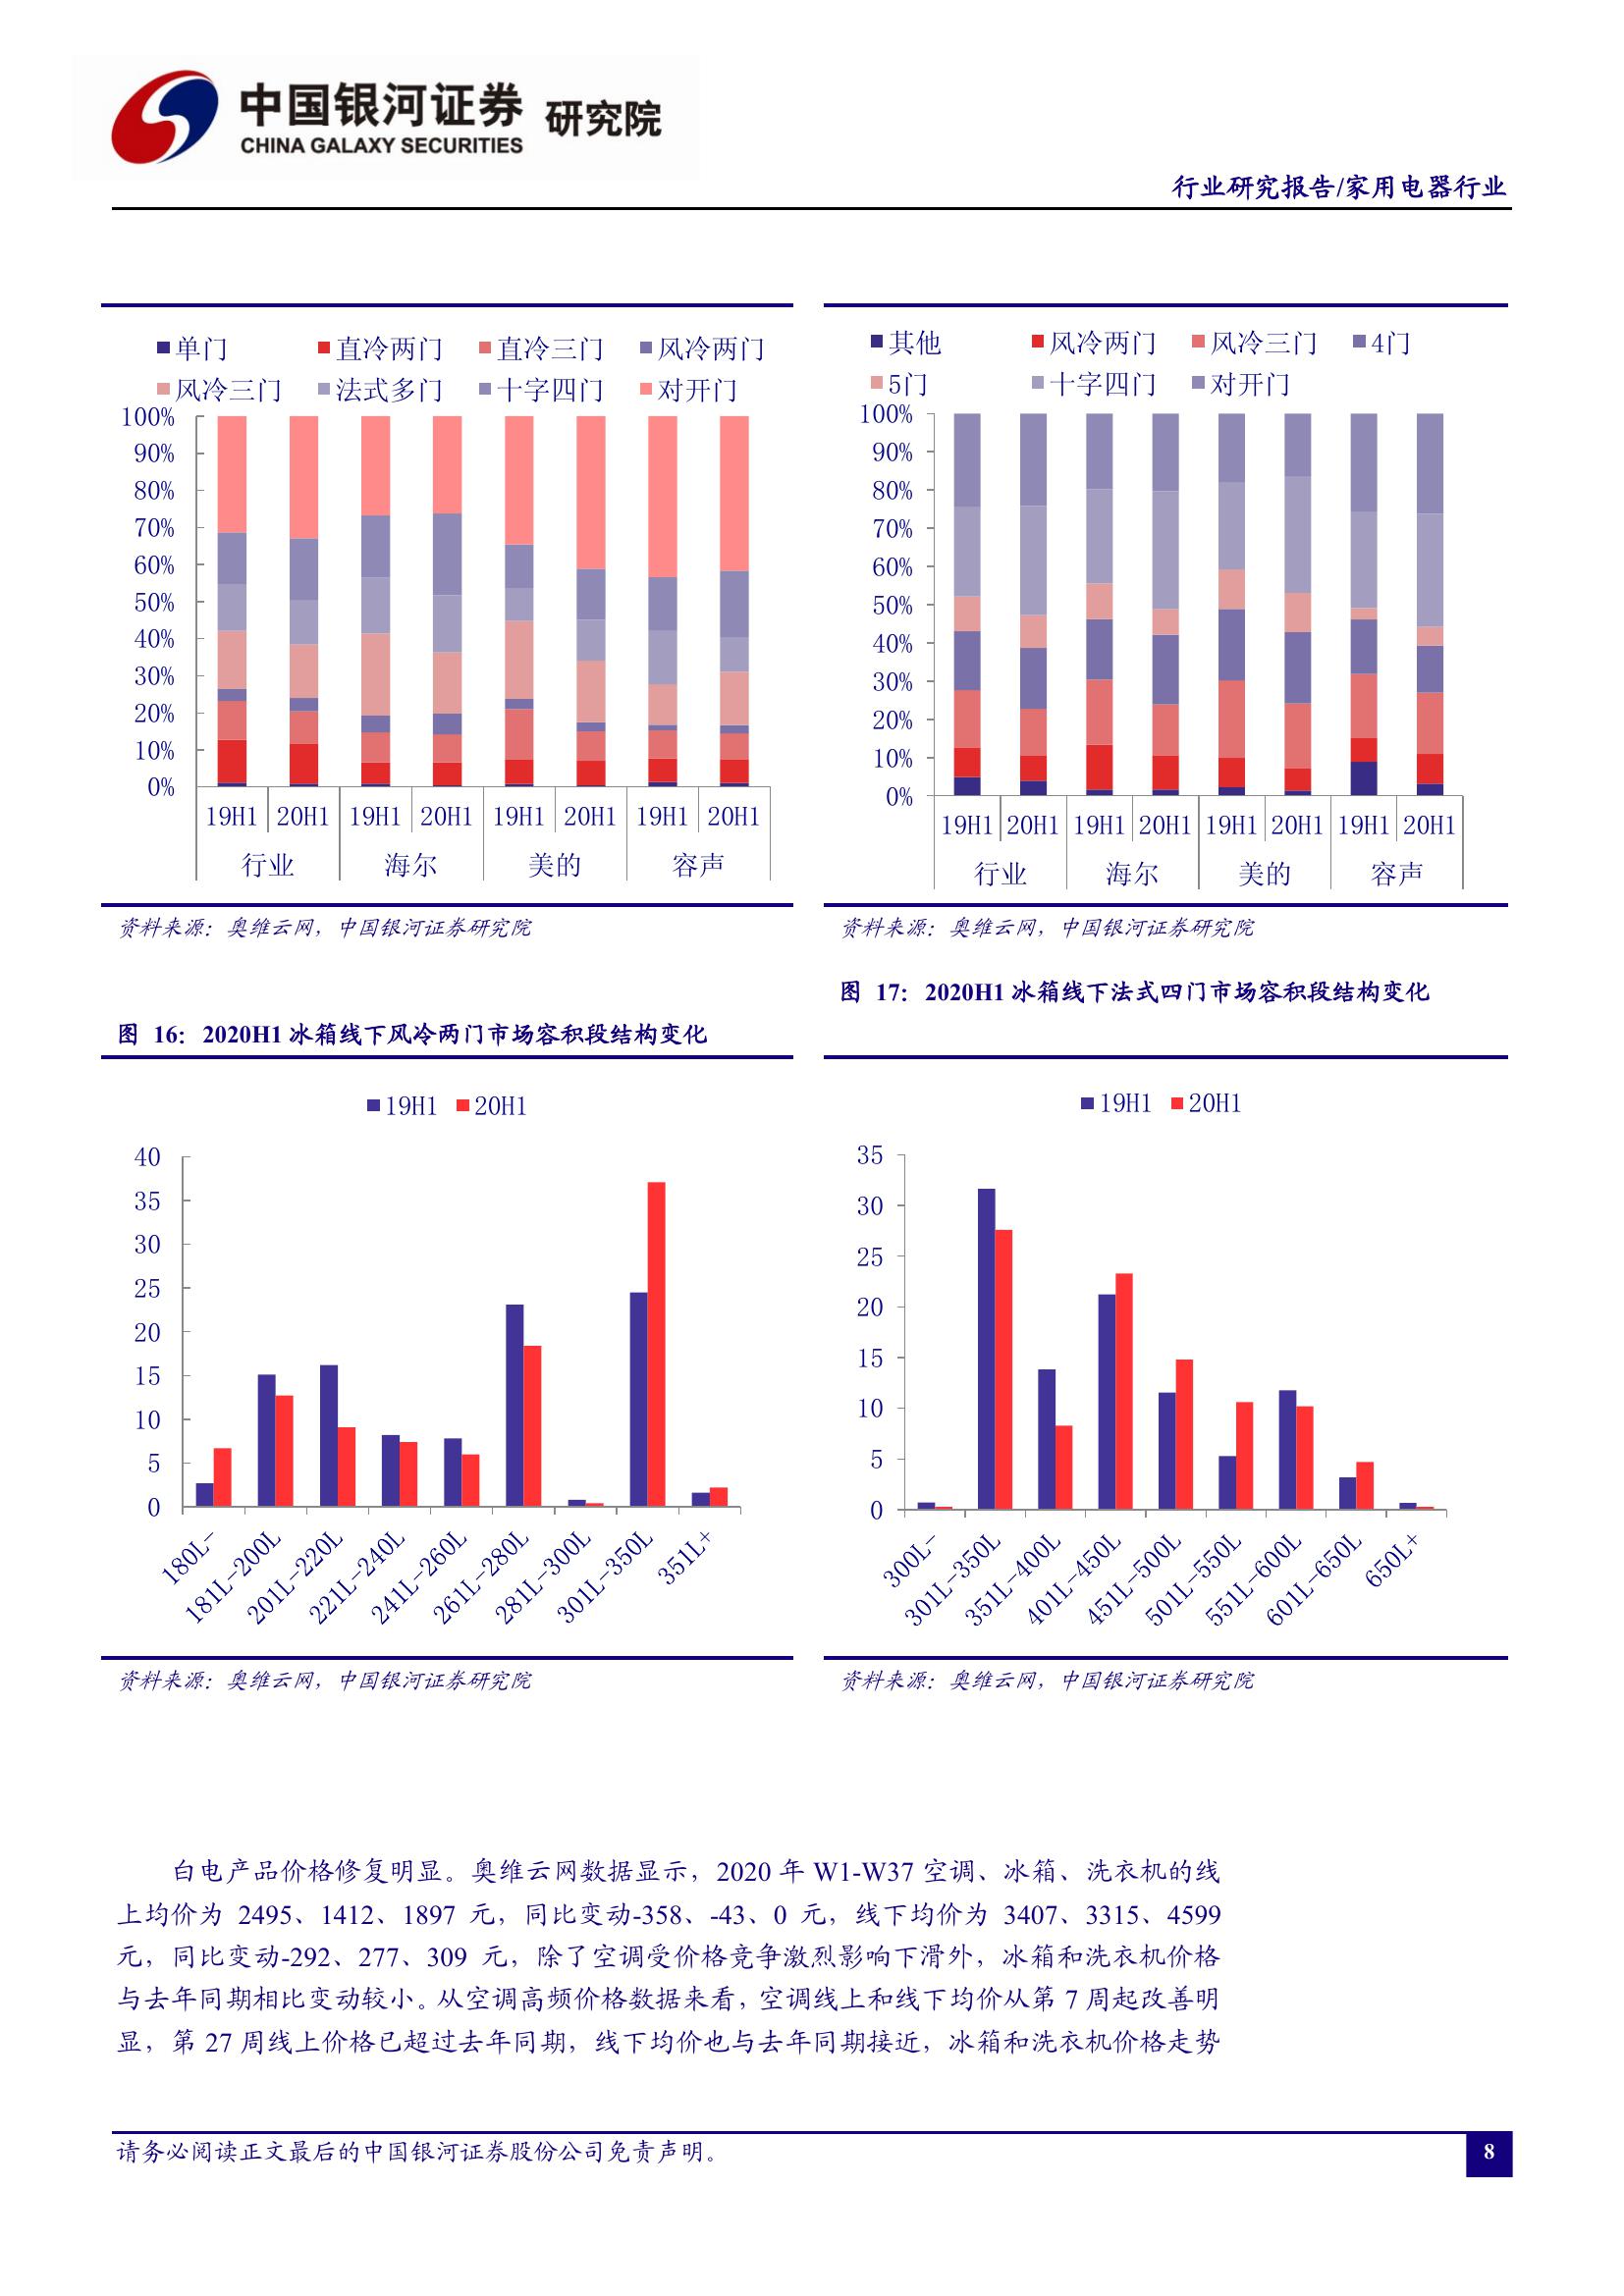 中国银河证券 研究院
CHINA GALAXY SECURITIES
行业研究报告/家用电器行业
单门 直冷两门 直冷三门 风冷两门
风冷三门 法式多门 十字四门 对开门
100%
90%
80%
70%
60%
50%
40%
30%
20%
10%
0%
19H1 20H1 19H1 20H1 19H1 20H1 19H1 20H1
行业 海尔 美的 容声
资料来源：奥维云网，中国银河证券研究院
其他 风冷两门 风冷三门 4门
5门 十字四门 对开门
100%
90%
80%
70%
60%
50%
40%
30%
20%
10%
0%
19H1 20H1 19H1 20H1 19H1 20H1 19H1 20H1
行业 海尔 美的 容声
资料来源：奥维云网，中国银河证券研究院
图 16：2020H1 冰箱线下风冷两门市场容积段结构变化
19H1 20H1
40
35
30
25
20
15
10
5
0
180L- 181L-200L 201L-220L 221L-240L 241L-260L 261L-280L 281L-300L 301L-350L 351L+
资料来源：奥维云网，中国银河证券研究院
图 17：2020H1 冰箱线下法式四门市场容积段结构变化
19H1 20H1
35
30
25
20
15
10
5
0
300L- 301L-350L 351L-400L 401L-450L 451L-500L 501L-550L 551L-600L 601L-650L 650L+
资料来源：奥维云网，中国银河证券研究院
白电产品价格修复明显。奥维云网数据显示，2020 年 W1-W37 空调、冰箱、洗衣机的线
上均价为 2495、1412、1897 元，同比变动-358、-43、0 元，线下均价为 3407、3315、4599
元，同比变动-292、277、309 元，除了空调受价格竞争激烈影响下滑外，冰箱和洗衣机价格
与去年同期相比变动较小。从空调高频价格数据来看，空调线上和线下均价从第 7 周起改善明
显，第 27 周线上价格已超过去年同期，线下均价也与去年同期接近，冰箱和洗衣机价格走势
请务必阅读正文最后的中国银河证券股份公司免责声明。
8